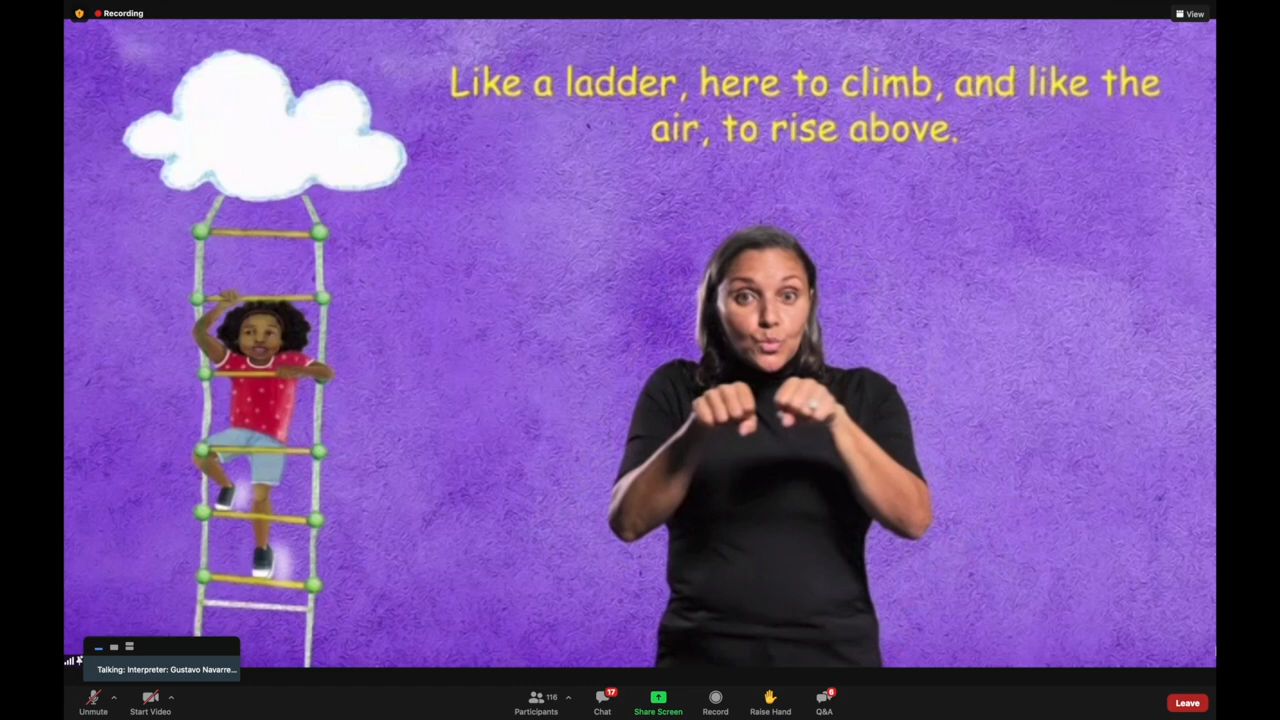 Recording
View
Like a ladder, here to climb, and like the
air, to rise above.
Talking: Interpreter: Gustavo Navarre...
Unmute
Start Video
Participants
116
Chat
17
Share Screen
Record
Raise Hand
Q&A
6
Leave